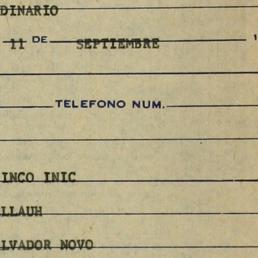 DINARIO
11 DE SEPTIEMBRE
TELEFONO NUM.
INCO INIC
LLAUH
LVADOR NOVO